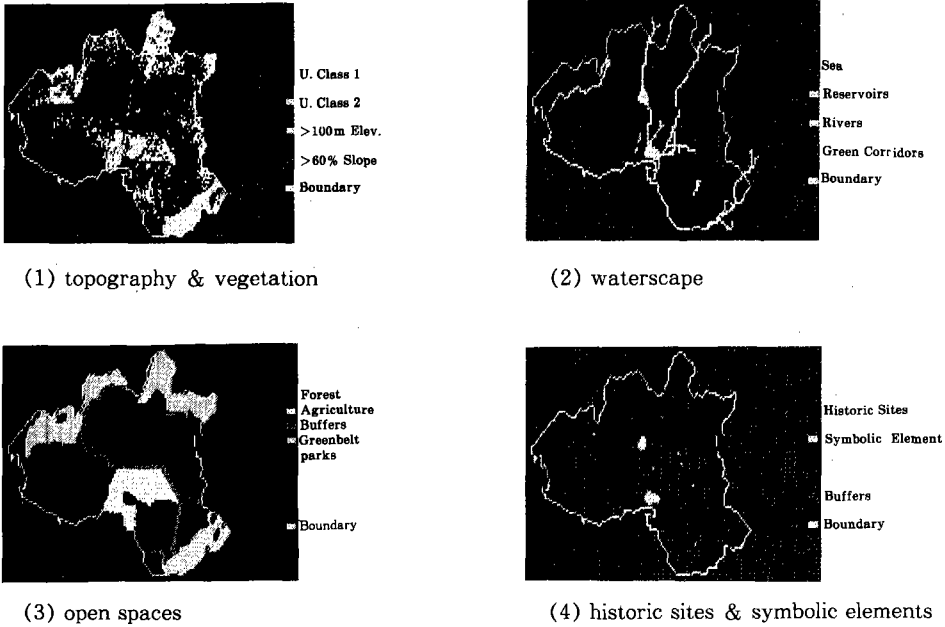 U. Class 1
U. Class 2
>100m Elev.
>60% Slope
Boundary
(1) topography & vegetation
Sea
Reservoirs
Rivers
Green Corridors
Boundary
(2) waterscape
Forest
Agriculture
Buffers
Greenbelt
parks
Boundary
(3) open spaces
Historic Sites
Symbolic Element
Buffers
Boundary
(4) historic sites & symbolic elements